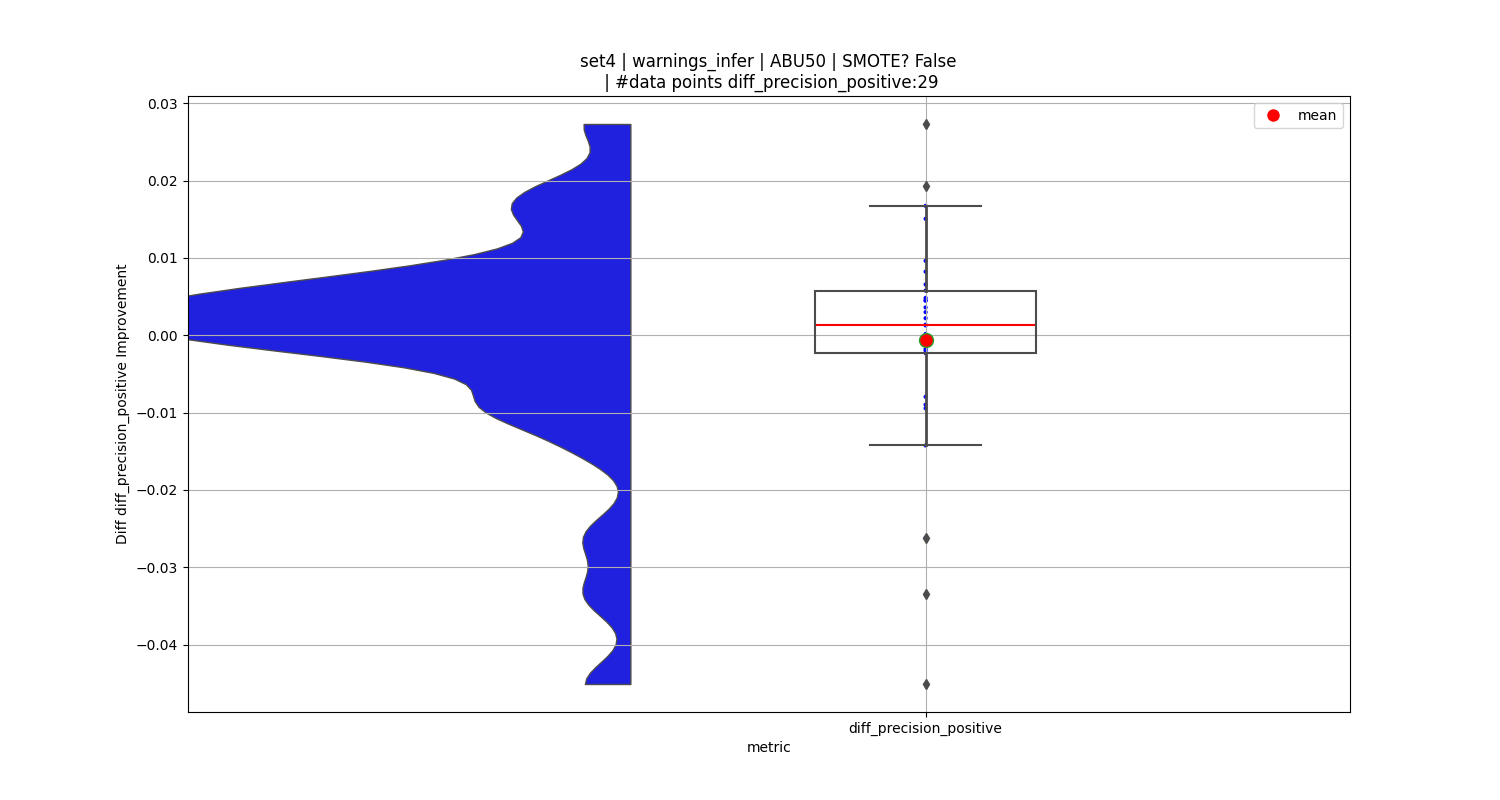 set4 | warnings_infer | ABU50 | SMOTE? False
| #data points diff_precision_positive:29
mean
Diff diff_precision_positive Improvement
0.03
0.02
0.01
0.00
−0.01
−0.02
−0.03
−0.04
diff_precision_positive
metric